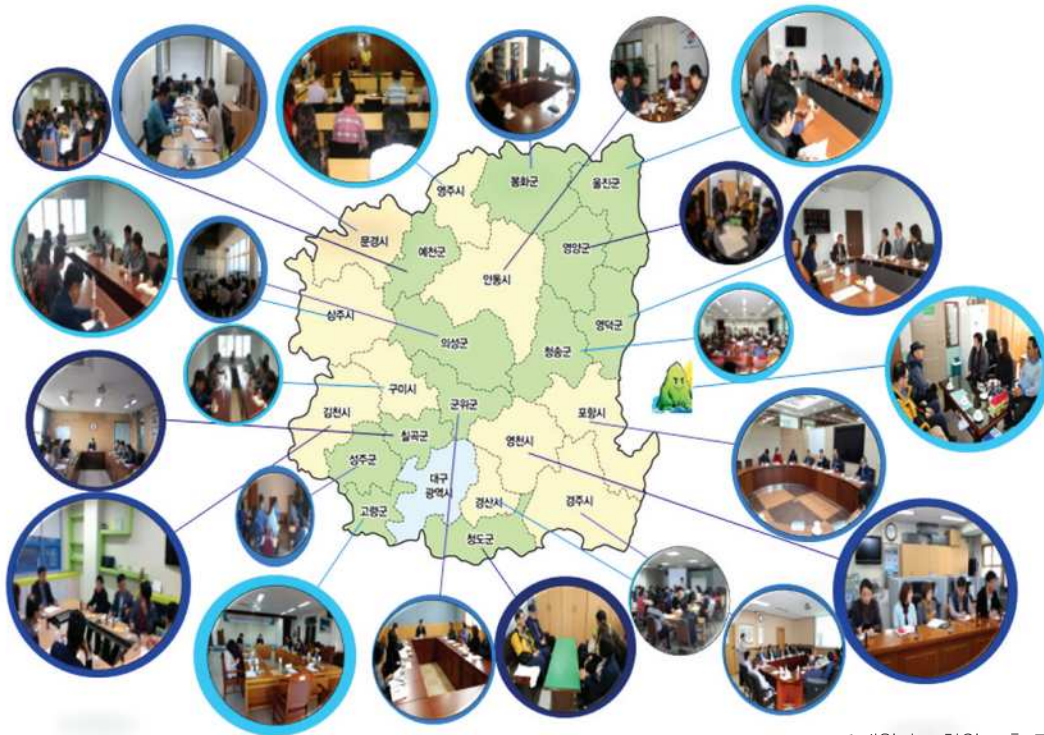 봉화군
울진군
영주시
문경시
예천군
영양군
안동시
상주시
영덕군
의성군
청송군
구미시
김천시
군위군
포항시
칠곡군
영천시
성주군
대구
광역시
경산시
경주시
고령군
청도군